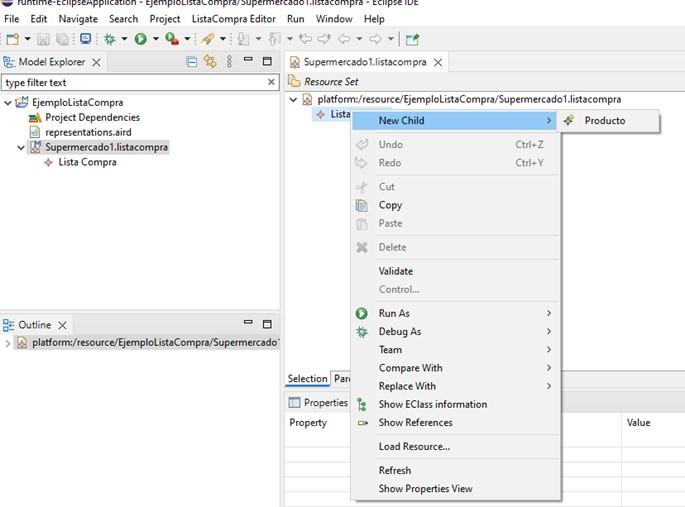 runtime-EclipseApplication - EjemploListaCompra/Supermercado1.listacompra - Eclipse IDE
File Edit Navigate Search Project ListaCompra Editor Run Window Help
Model Explorer
type filter text
EjemploListaCompra
Project Dependencies
representations.aird
Supermercado1.listacompra
Lista Compra
Outline
platform:/resource/EjemploListaCompra/Supermercado1
Supermercado1.listacompra
Resource Set
platform:/resource/EjemploListaCompra/Supermercado1.listacompra
Lista
New Child
Producto
Undo Ctrl+Z
Redo Ctrl+Y
Cut
Copy
Paste
Delete
Validate
Control...
Run As
Debug As
Team
Compare With
Replace With
Show EClass information
Show References
Load Resource...
Refresh
Show Properties View
Selection Pare
Properties
Property Value